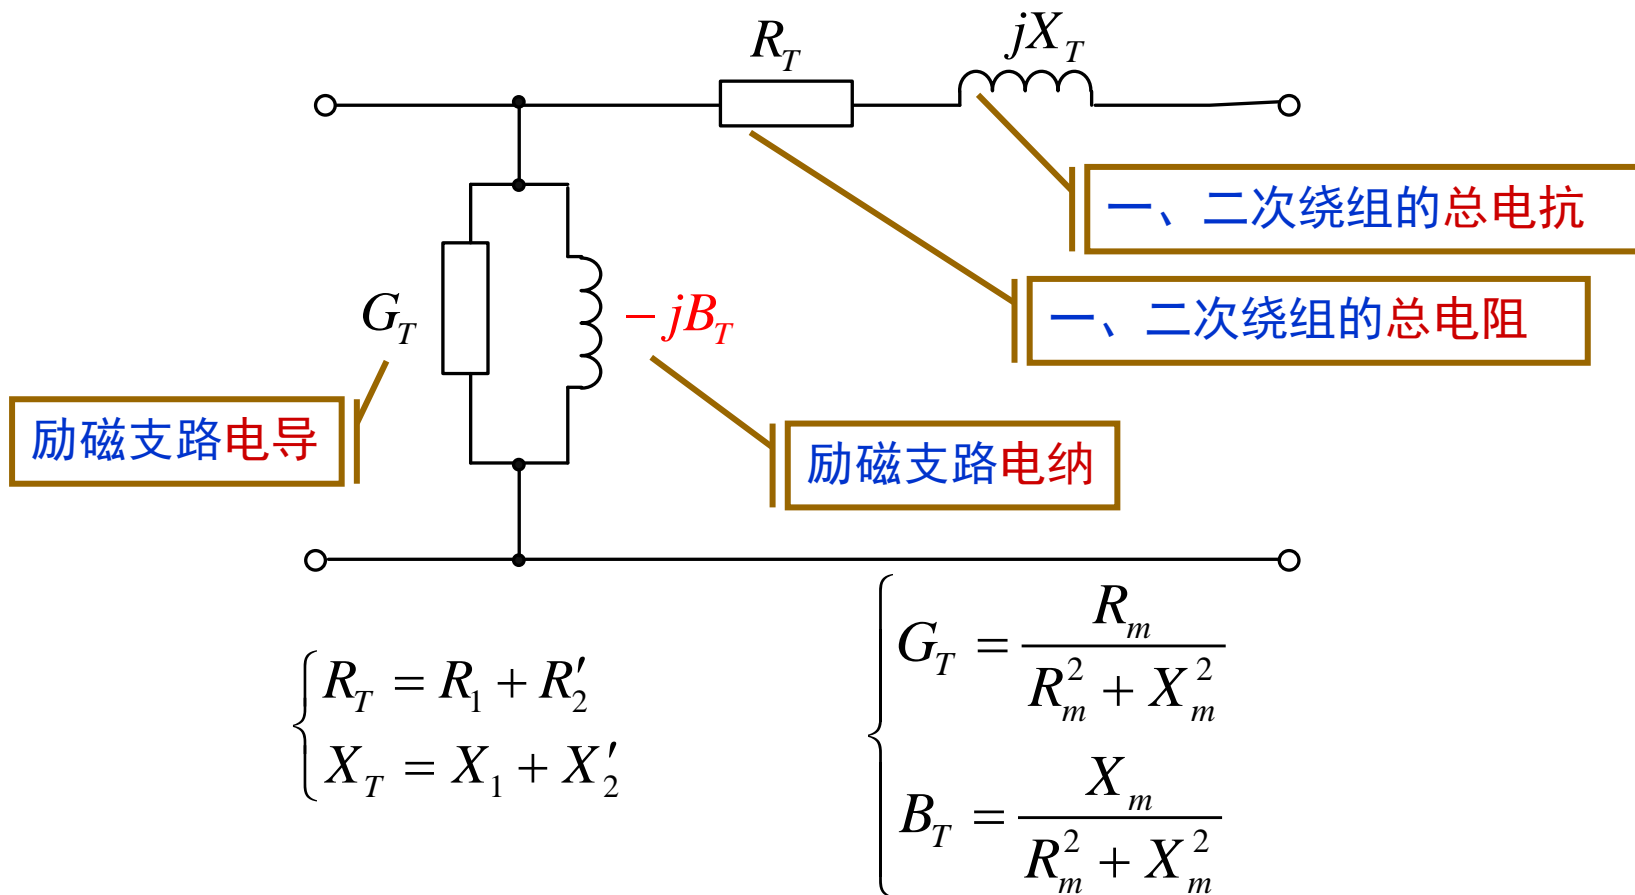 R_T
jX_T
一、二次绕组的总电抗
一、二次绕组的总电阻
G_T
−jB_T
励磁支路电导
励磁支路电纳
R_T = R_1 + R_2′
X_T = X_1 + X_2′
G_T = R_m / (R_m^2 + X_m^2)
B_T = X_m / (R_m^2 + X_m^2)